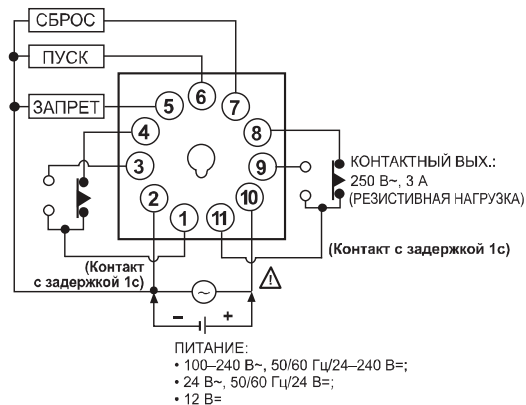 СБРОС
ПУСК
ЗАПРЕТ
6
5
7
4
8
3
9
2
10
1
11
КОНТАКТНЫЙ ВЫХ.:
250 В~, 3 А
(РЕЗИСТИВНАЯ НАГРУЗКА)
(Контакт с задержкой 1с)
(Контакт
с задержкой 1с)
~
⚠
− +
ПИТАНИЕ:
• 100–240 В~, 50/60 Гц/24–240 В=;
• 24 В~, 50/60 Гц/24 В=;
• 12 В=